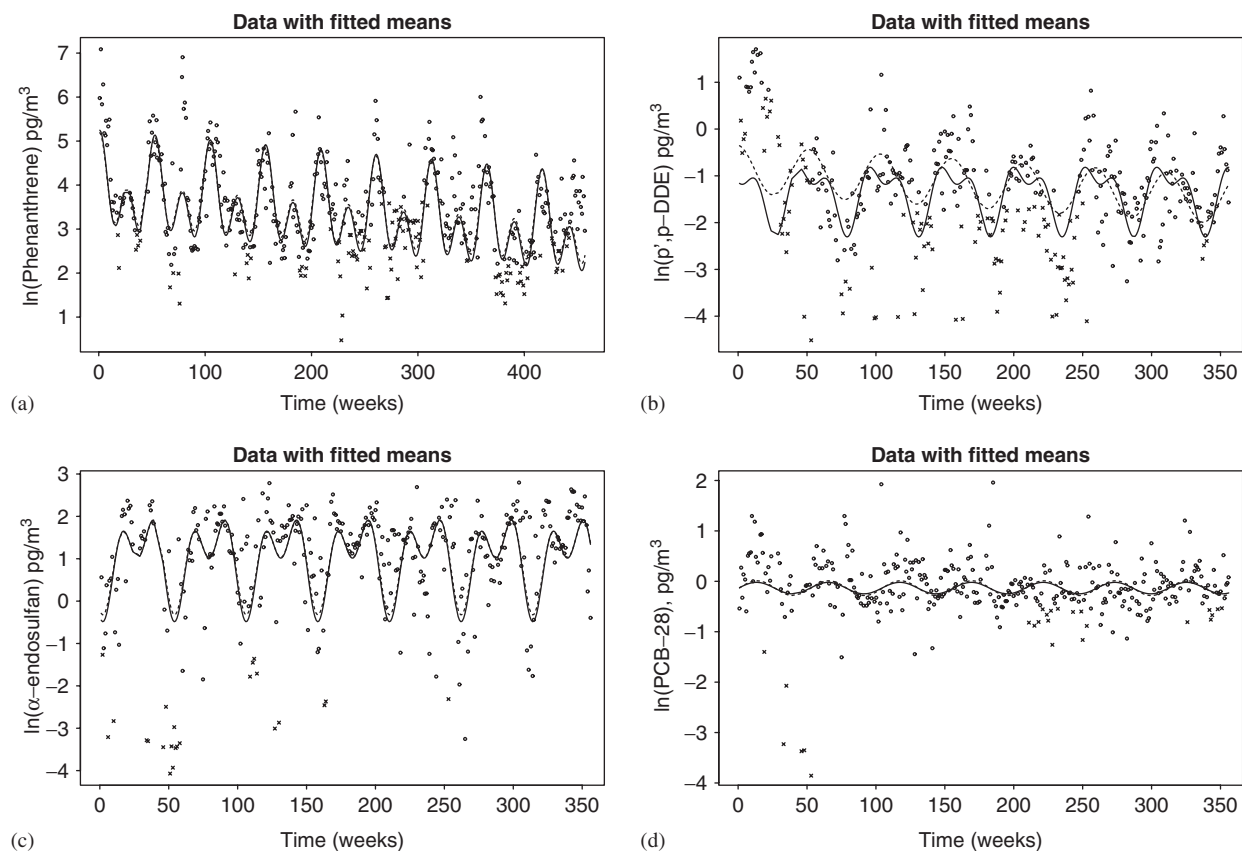 Data with fitted means
ln(Phenanthrene) pg/m³
7
6
5
4
3
2
1
0 100 200 300 400
Time (weeks)
(a)
Data with fitted means
ln(p',p−DDE) pg/m³
1
0
−1
−2
−3
−4
0 50 100 150 200 250 300 350
Time (weeks)
(b)
Data with fitted means
ln(α−endosulfan) pg/m³
3
2
1
0
−1
−2
−3
−4
0 50 100 150 200 250 300 350
Time (weeks)
(c)
Data with fitted means
ln(PCB−28), pg/m³
2
1
0
−1
−2
−3
−4
0 50 100 150 200 250 300 350
Time (weeks)
(d)